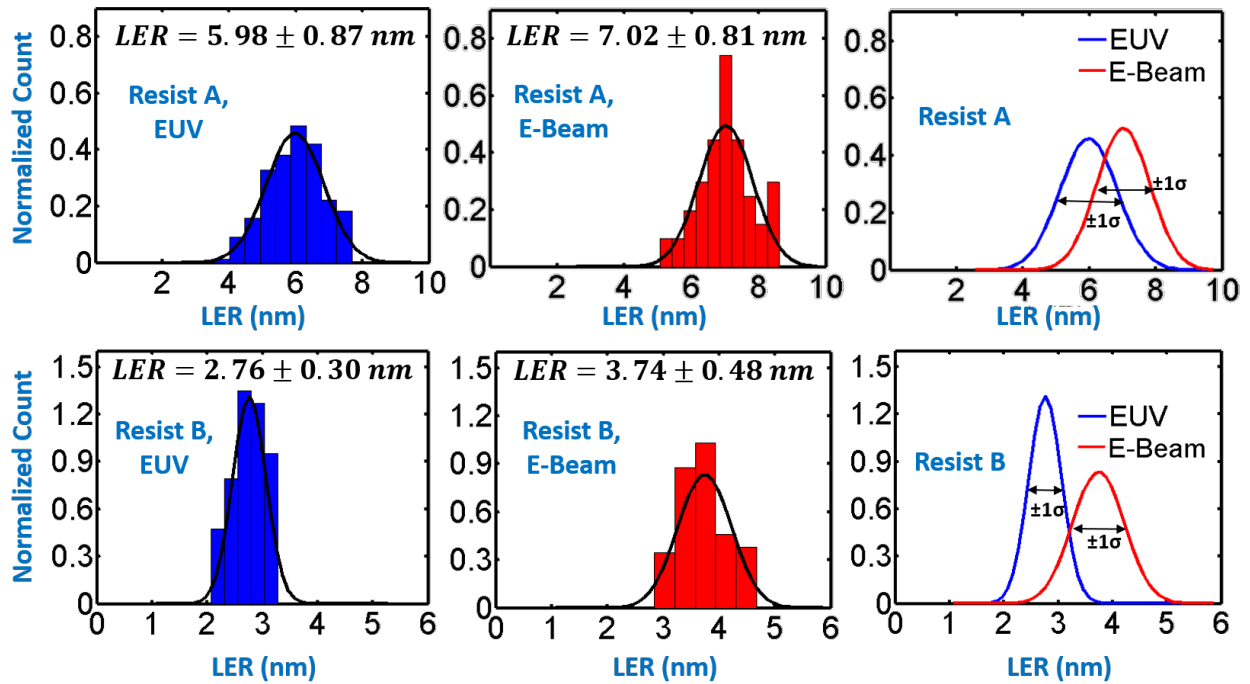 LER = 5.98 ± 0.87 nm
Resist A,
EUV
Normalized Count
0.8
0.6
0.4
0.2
0
2 4 6 8 10
LER (nm)
LER = 7.02 ± 0.81 nm
Resist A,
E-Beam
0.8
0.6
0.4
0.2
0
2 4 6 8 10
LER (nm)
EUV
E-Beam
Resist A
±1σ
±1σ
0.8
0.6
0.4
0.2
0
2 4 6 8 10
LER (nm)
LER = 2.76 ± 0.30 nm
Resist B,
EUV
Normalized Count
1.5
1.2
0.9
0.6
0.3
0
0 1 2 3 4 5 6
LER (nm)
LER = 3.74 ± 0.48 nm
Resist B,
E-Beam
1.5
1.2
0.9
0.6
0.3
0
0 1 2 3 4 5 6
LER (nm)
EUV
E-Beam
Resist B
±1σ
±1σ
1.5
1.2
0.9
0.6
0.3
0
0 1 2 3 4 5 6
LER (nm)